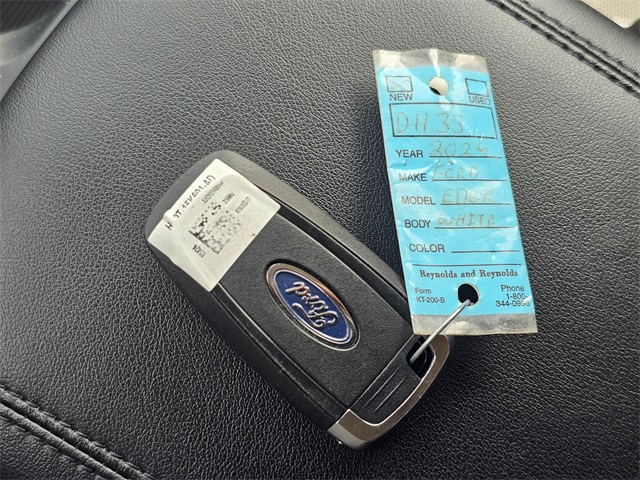 NEW
USED
D1133
YEAR 2024
MAKE FORD
MODEL EDGE
BODY WHITE
COLOR
Reynolds and Reynolds
Form
KT-200-B
Phone
1-800-
344-0996
Ford